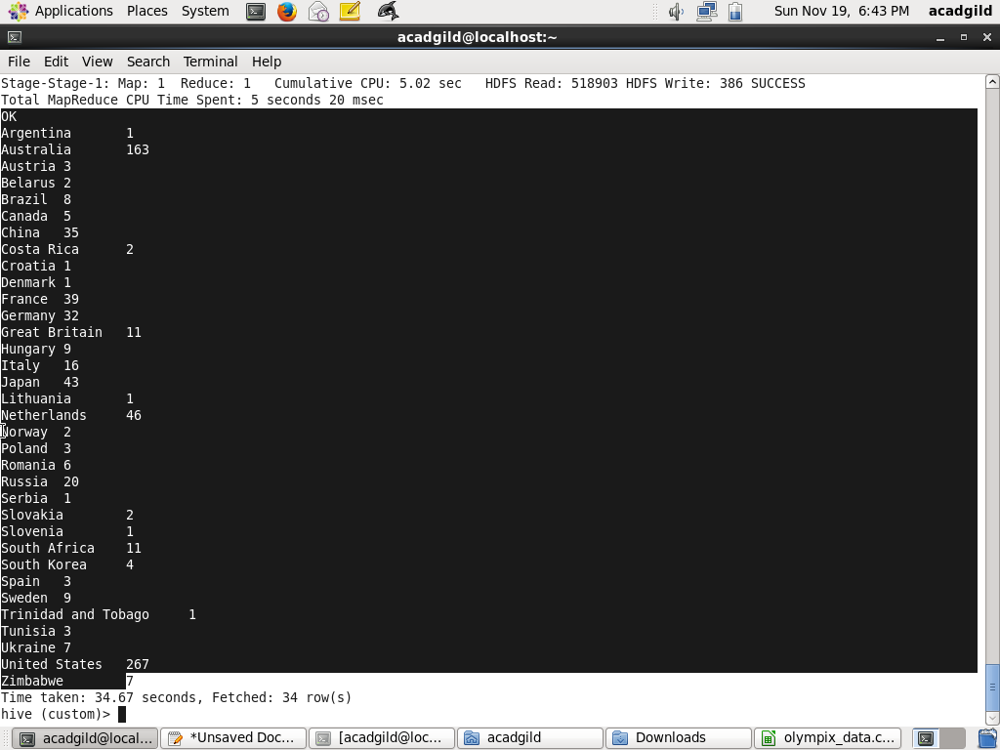 Applications Places System Sun Nov 19, 6:43 PM acadgild
acadgild@localhost:~
File Edit View Search Terminal Help
Stage-Stage-1: Map: 1  Reduce: 1   Cumulative CPU: 5.02 sec   HDFS Read: 518903 HDFS Write: 386 SUCCESS
Total MapReduce CPU Time Spent: 5 seconds 20 msec
OK
Argentina	1
Australia	163
Austria	3
Belarus	2
Brazil	8
Canada	5
China	35
Costa Rica	2
Croatia	1
Denmark	1
France	39
Germany	32
Great Britain	11
Hungary	9
Italy	16
Japan	43
Lithuania	1
Netherlands	46
Norway	2
Poland	3
Romania	6
Russia	20
Serbia	1
Slovakia	2
Slovenia	1
South Africa	11
South Korea	4
Spain	3
Sweden	9
Trinidad and Tobago	1
Tunisia	3
Ukraine	7
United States	267
Zimbabwe	7
Time taken: 34.67 seconds, Fetched: 34 row(s)
hive (custom)>
acadgild@local... *Unsaved Doc... [acadgild@loc... acadgild Downloads olympix_data.c...